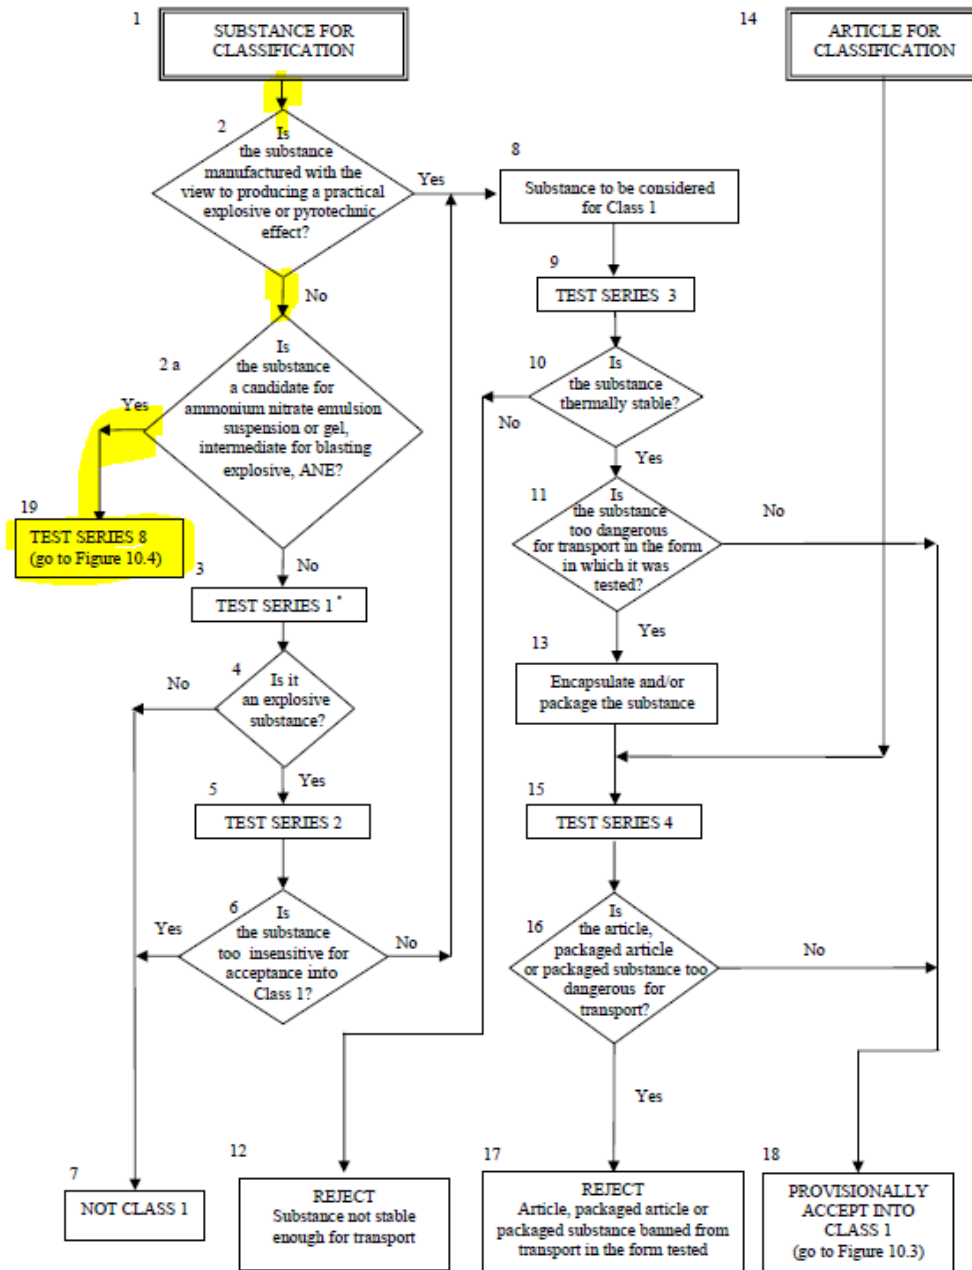 1
SUBSTANCE FOR
CLASSIFICATION
14
ARTICLE FOR
CLASSIFICATION
2
Is
the substance
manufactured with the
view to producing a practical
explosive or pyrotechnic
effect?
Yes
No
8
Substance to be considered
for Class 1
9
TEST SERIES 3
2 a
Is
the substance
a candidate for
ammonium nitrate emulsion
suspension or gel,
intermediate for blasting
explosive, ANE?
Yes
No
10
Is
the substance
thermally stable?
No
Yes
19
TEST SERIES 8
(go to Figure 10.4)
11
Is
the substance
too dangerous
for transport in the form
in which it was
tested?
No
Yes
3
TEST SERIES 1*
4
Is it
an explosive
substance?
No
Yes
13
Encapsulate and/or
package the substance
5
TEST SERIES 2
15
TEST SERIES 4
6
Is
the substance
too insensitive for
acceptance into
Class 1?
Yes
No
16
Is
the article,
packaged article
or packaged substance too
dangerous for
transport?
No
Yes
7
NOT CLASS 1
12
REJECT
Substance not stable
enough for transport
17
REJECT
Article, packaged article or
packaged substance banned from
transport in the form tested
18
PROVISIONALLY
ACCEPT INTO
CLASS 1
(go to Figure 10.3)